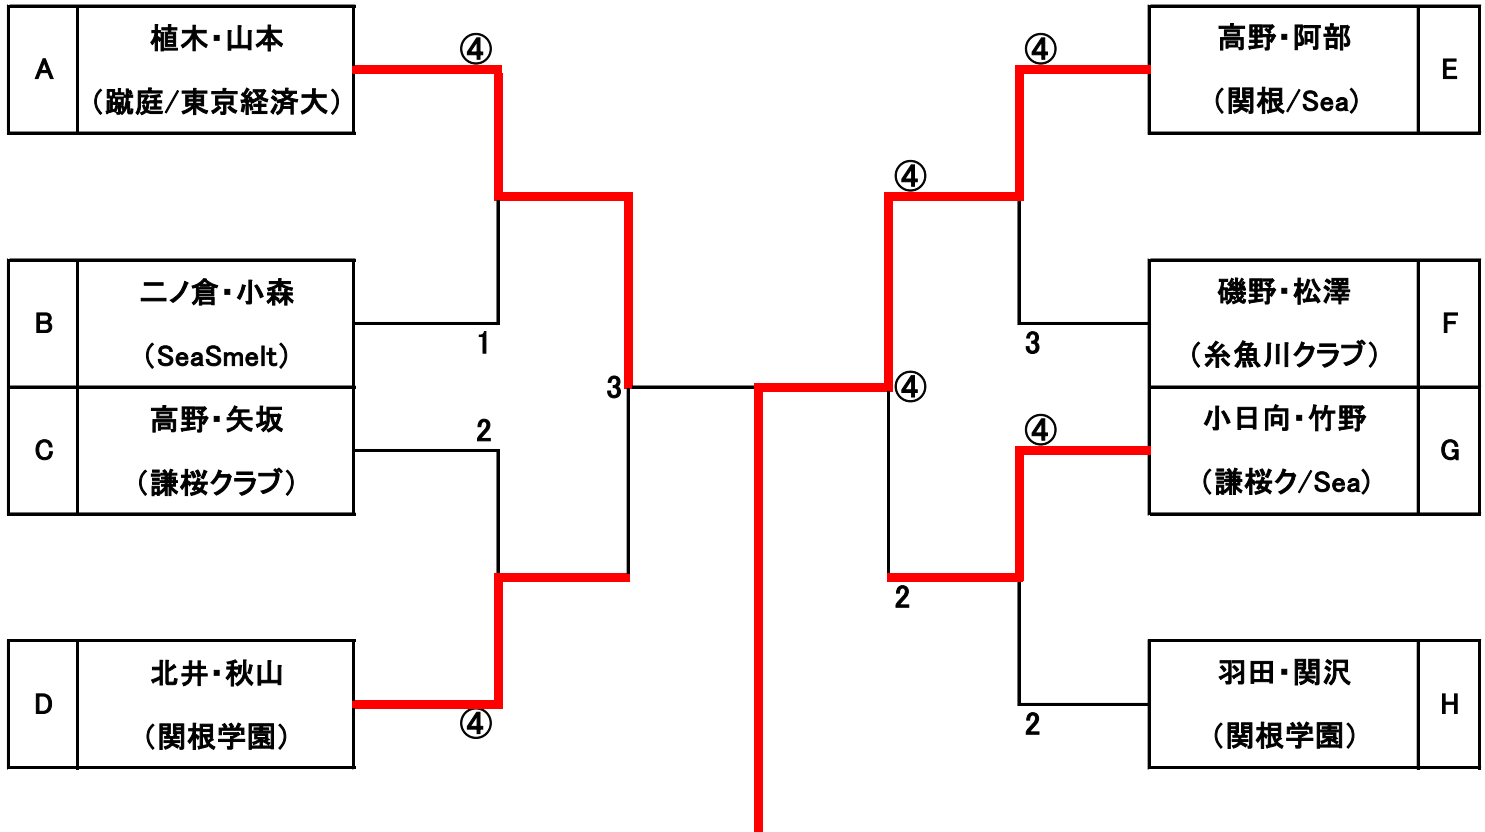 A
植木・山本
(蹴庭/東京経済大)
④
B
二ノ倉・小森
(SeaSmelt)
1
C
高野・矢坂
(謙桜クラブ)
2
D
北井・秋山
(関根学園)
④
3
④
④
2
④
高野・阿部
(関根/Sea)
E
3
磯野・松澤
(糸魚川クラブ)
F
④
小日向・竹野
(謙桜ク/Sea)
G
2
羽田・関沢
(関根学園)
H